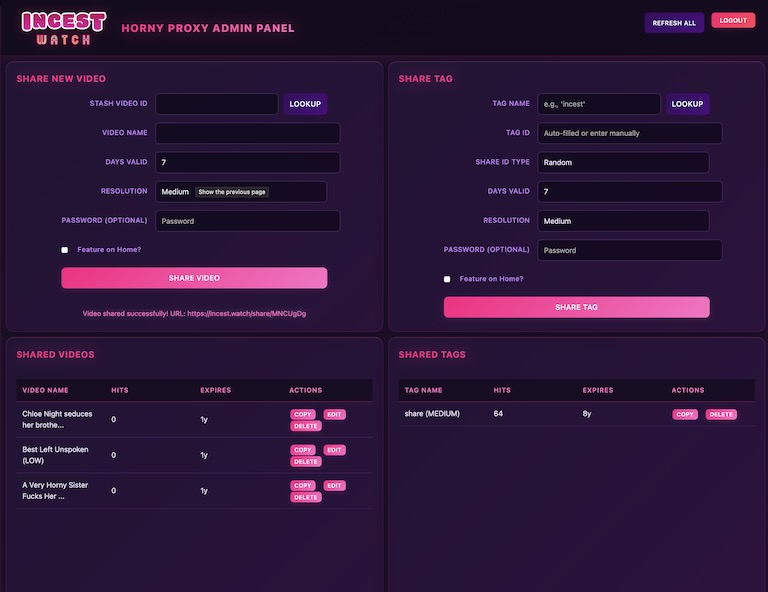 INCEST
WATCH
HORNY PROXY ADMIN PANEL
REFRESH ALL
LOGOUT
SHARE NEW VIDEO
STASH VIDEO ID
LOOKUP
VIDEO NAME
DAYS VALID
7
RESOLUTION
Medium
Show the previous page
PASSWORD (OPTIONAL)
Password
Feature on Home?
SHARE VIDEO
Video shared successfully! URL: https://incest.watch/share/MNCUgDg
SHARE TAG
TAG NAME
e.g., 'incest'
LOOKUP
TAG ID
Auto-filled or enter manually
SHARE ID TYPE
Random
DAYS VALID
7
RESOLUTION
Medium
PASSWORD (OPTIONAL)
Password
Feature on Home?
SHARE TAG
SHARED VIDEOS
VIDEO NAME HITS EXPIRES ACTIONS
Chloe Night seduces
her brothe...
0
1y
COPY EDIT
DELETE
Best Left Unspoken
(LOW)
0
1y
COPY EDIT
DELETE
A Very Horny Sister
Fucks Her ...
0
1y
COPY EDIT
DELETE
SHARED TAGS
TAG NAME HITS EXPIRES ACTIONS
share (MEDIUM) 64 8y COPY DELETE